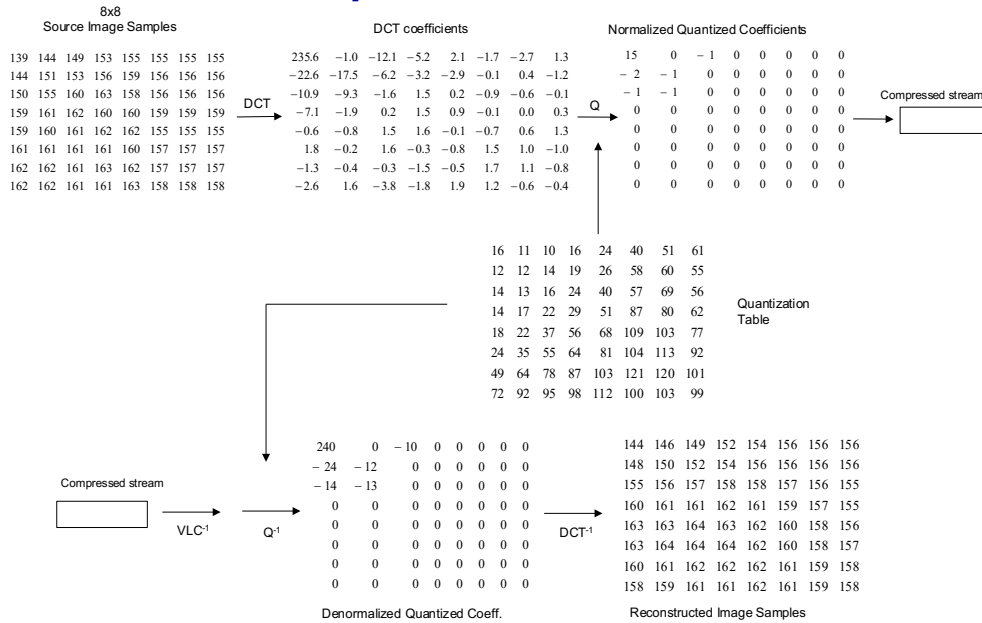 8x8
Source Image Samples
DCT coefficients
Normalized Quantized Coefficients
139 144 149 153 155 155 155 155
144 151 153 156 159 156 156 156
150 155 160 163 158 156 156 156
159 161 162 160 160 159 159 159
159 160 161 162 162 155 155 155
161 161 161 161 160 157 157 157
162 162 161 163 162 157 157 157
162 162 161 161 163 158 158 158
DCT
235.6 −1.0 −12.1 −5.2 2.1 −1.7 −2.7 1.3
−22.6 −17.5 −6.2 −3.2 −2.9 −0.1 0.4 −1.2
−10.9 −9.3 −1.6 1.5 0.2 −0.9 −0.6 −0.1
−7.1 −1.9 0.2 1.5 0.9 −0.1 0.0 0.3
−0.6 −0.8 1.5 1.6 −0.1 −0.7 0.6 1.3
1.8 −0.2 1.6 −0.3 −0.8 1.5 1.0 −1.0
−1.3 −0.4 −0.3 −1.5 −0.5 1.7 1.1 −0.8
−2.6 1.6 −3.8 −1.8 1.9 1.2 −0.6 −0.4
Q
15 0 −1 0 0 0 0 0
−2 −1 0 0 0 0 0 0
−1 −1 0 0 0 0 0 0
0 0 0 0 0 0 0 0
0 0 0 0 0 0 0 0
0 0 0 0 0 0 0 0
0 0 0 0 0 0 0 0
0 0 0 0 0 0 0 0
Compressed stream
16 11 10 16 24 40 51 61
12 12 14 19 26 58 60 55
14 13 16 24 40 57 69 56
14 17 22 29 51 87 80 62
18 22 37 56 68 109 103 77
24 35 55 64 81 104 113 92
49 64 78 87 103 121 120 101
72 92 95 98 112 100 103 99
Quantization
Table
Compressed stream
VLC-1
Q-1
240 0 −10 0 0 0 0 0
−24 −12 0 0 0 0 0 0
−14 −13 0 0 0 0 0 0
0 0 0 0 0 0 0 0
0 0 0 0 0 0 0 0
0 0 0 0 0 0 0 0
0 0 0 0 0 0 0 0
0 0 0 0 0 0 0 0
DCT-1
144 146 149 152 154 156 156 156
148 150 152 154 156 156 156 156
155 156 157 158 158 157 156 155
160 161 161 162 161 159 157 155
163 163 164 163 162 160 158 156
163 164 164 164 162 160 158 157
160 161 162 162 162 161 159 158
158 159 161 161 162 161 159 158
Denormalized Quantized Coeff.
Reconstructed Image Samples